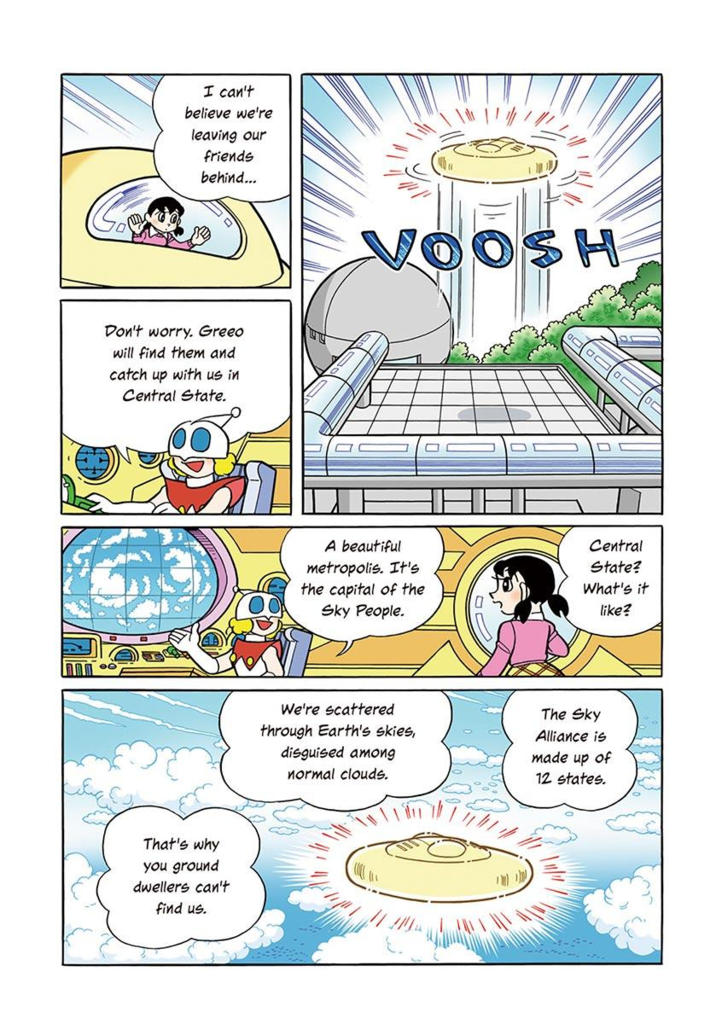 VOOSH
I can't
believe we're
leaving our
friends
behind...
Don't worry. Greeo
will find them and
catch up with us in
Central State.
Central
State?
What's it
like?
A beautiful
metropolis. It's
the capital of the
Sky People.
The Sky
Alliance is
made up of
12 states.
We're scattered
through Earth's skies,
disguised among
normal clouds.
That's why
you ground
dwellers can't
find us.